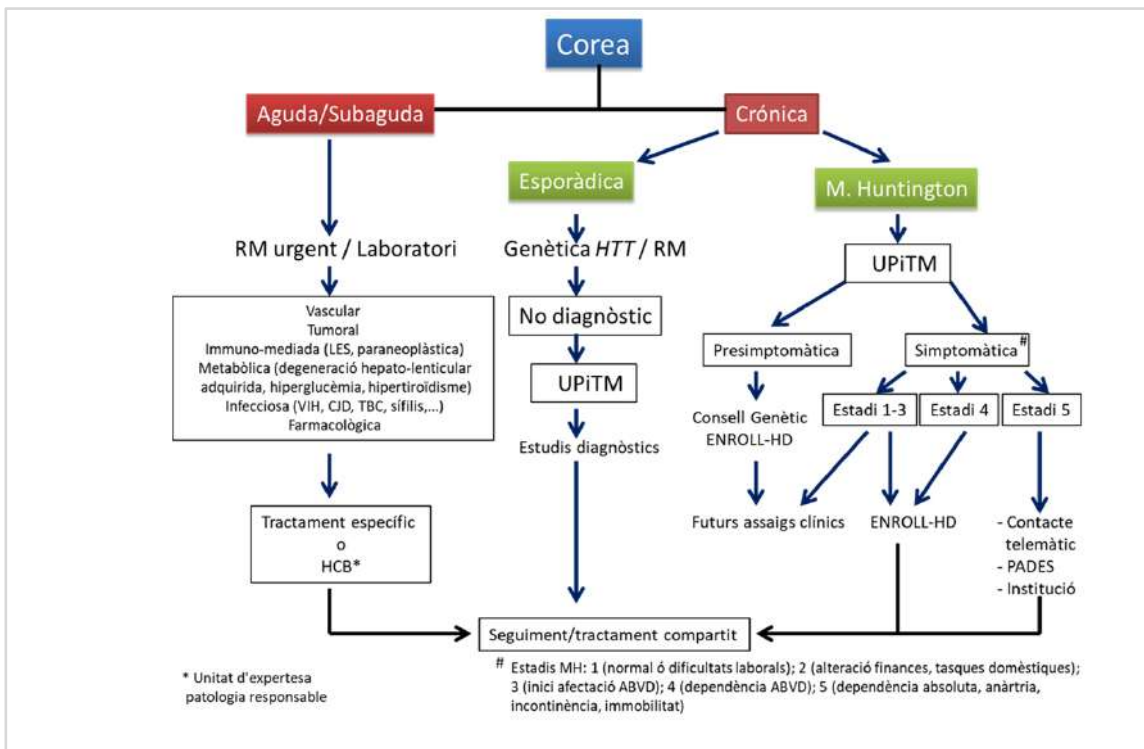 Corea
Aguda/Subaguda
Crónica
Esporàdica
M. Huntington
RM urgent / Laboratori
Genètica HTT / RM
UPiTM
Vascular
Tumoral
Immuno-mediada (LES, paraneoplàstica)
Metabòlica (degeneració hepato-lenticular
adquirida, hiperglucèmia, hipertiroïdisme)
Infecciosa (VIH, CJD, TBC, sífilis,...)
Farmacològica
No diagnòstic
UPiTM
Estudis diagnòstics
Presimptomàtica
Simptomàtica #
Consell Genètic
ENROLL-HD
Estadi 1-3
Estadi 4
Estadi 5
Tractament específic
o
HCB*
Futurs assaigs clínics
ENROLL-HD
- Contacte
telemàtic
- PADES
- Institució
Seguiment/tractament compartit
* Unitat d'expertesa
patologia responsable
# Estadis MH: 1 (normal ó dificultats laborals); 2 (alteració finances, tasques domèstiques);
3 (inici afectació ABVD); 4 (dependència ABVD); 5 (dependència absoluta, anàrtria,
incontinència, immobilitat)